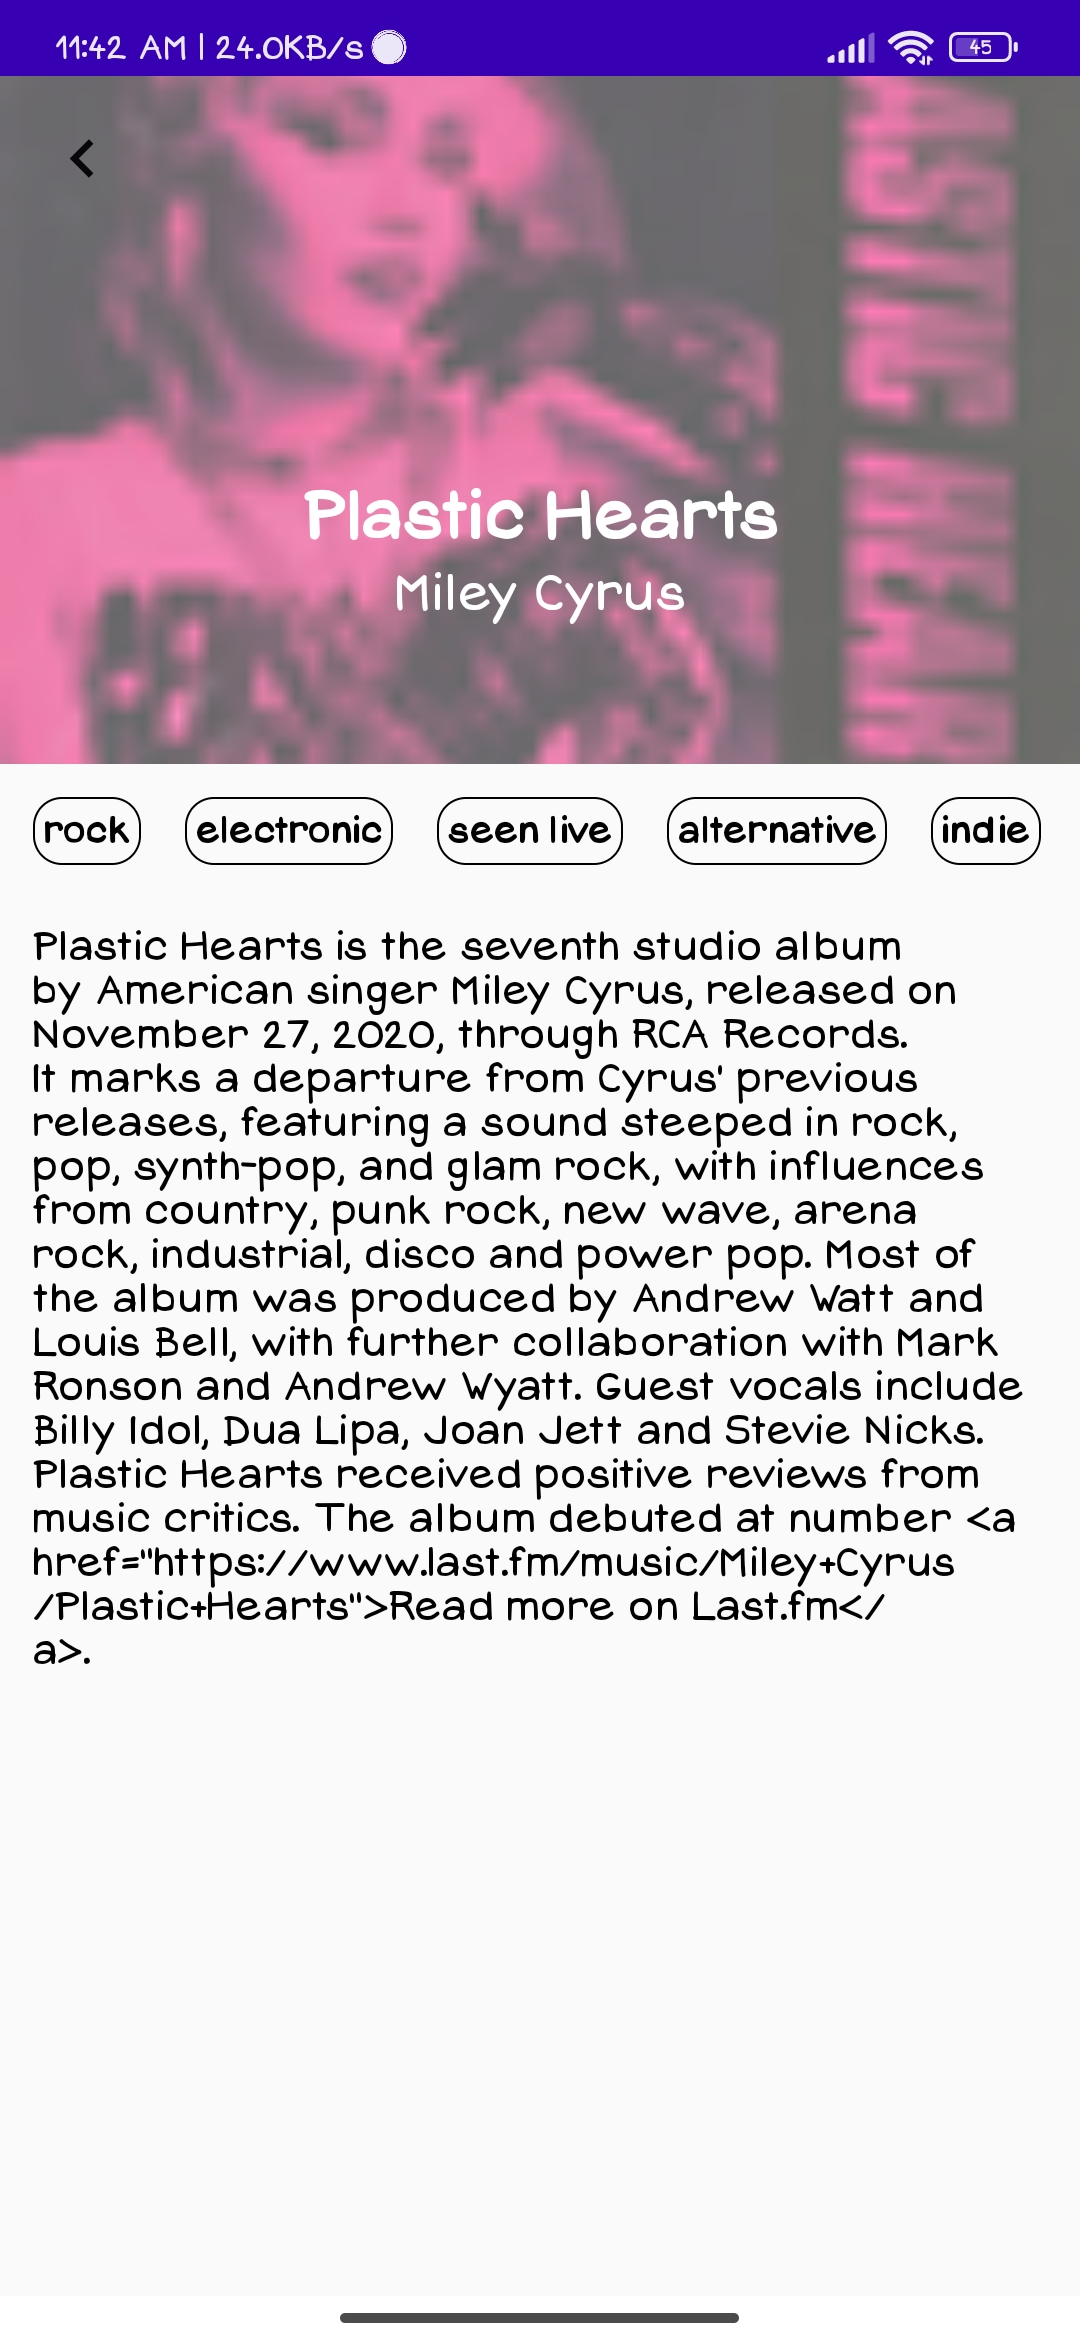 11:42 AM | 24.0KB/s
45
Plastic Hearts
Miley Cyrus
rock electronic seen live alternative indie
Plastic Hearts is the seventh studio album
by American singer Miley Cyrus, released on
November 27, 2020, through RCA Records.
It marks a departure from Cyrus' previous
releases, featuring a sound steeped in rock,
pop, synth-pop, and glam rock, with influences
from country, punk rock, new wave, arena
rock, industrial, disco and power pop. Most of
the album was produced by Andrew Watt and
Louis Bell, with further collaboration with Mark
Ronson and Andrew Wyatt. Guest vocals include
Billy Idol, Dua Lipa, Joan Jett and Stevie Nicks.
Plastic Hearts received positive reviews from
music critics. The album debuted at number <a
href="https://www.last.fm/music/Miley+Cyrus
/Plastic+Hearts">Read more on Last.fm</
a>.